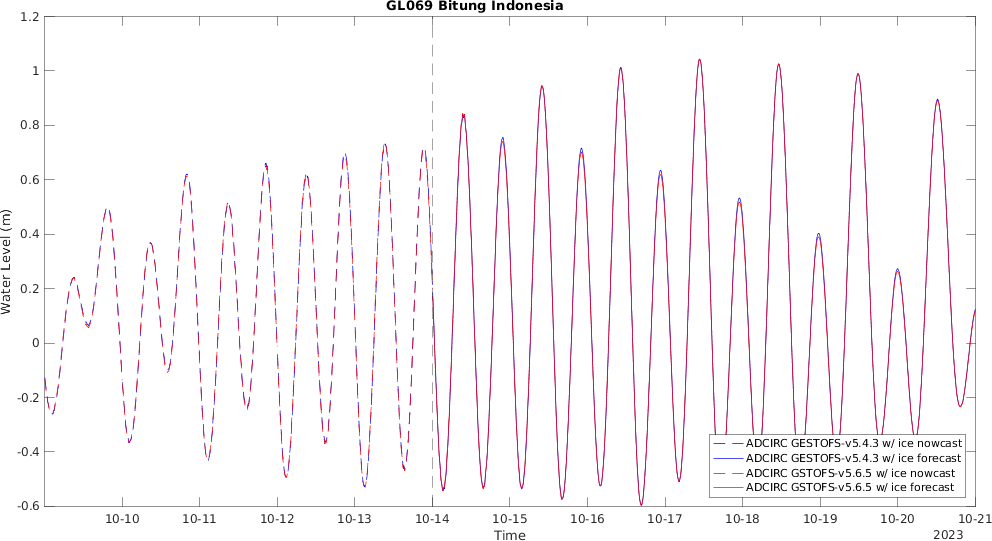 GL069 Bitung Indonesia
1.2
1
0.8
0.6
0.4
0.2
0
-0.2
-0.4
-0.6
Water Level (m)
ADCIRC GESTOFS-v5.4.3 w/ ice nowcast
ADCIRC GESTOFS-v5.4.3 w/ ice forecast
ADCIRC GSTOFS-v5.6.5 w/ ice nowcast
ADCIRC GSTOFS-v5.6.5 w/ ice forecast
10-10 10-11 10-12 10-13 10-14 10-15 10-16 10-17 10-18 10-19 10-20 10-21
Time
2023